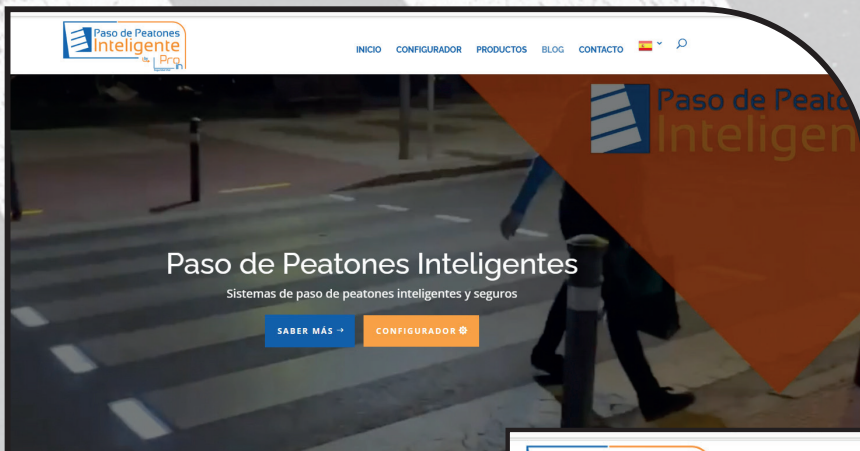 Paso de Peatones
Inteligente
Pro
INICIO CONFIGURADOR PRODUCTOS BLOG CONTACTO
Paso de Peato
Inteligen
Paso de Peatones Inteligentes
Sistemas de paso de peatones inteligentes y seguros
SABER MÁS → CONFIGURADOR